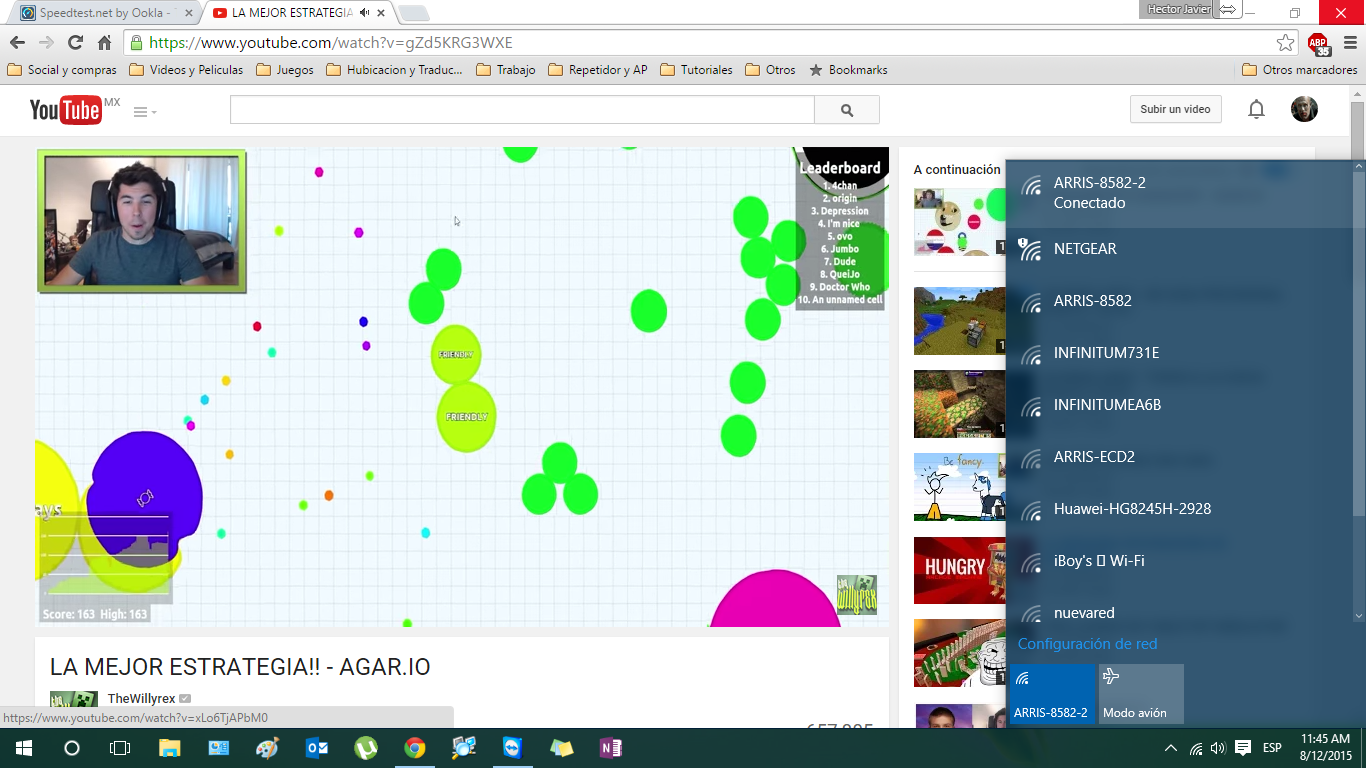 Speedtest.net by Ookla - 
LA MEJOR ESTRATEGIA
Hector Javier
https://www.youtube.com/watch?v=gZd5KRG3WXE
ABP
35
Social y compras
Videos y Peliculas
Juegos
Hubicacion y Traduc...
Trabajo
Repetidor y AP
Tutoriales
Otros
Bookmarks
Otros marcadores
YouTube MX
Subir un video
Leaderboard
1. 4chan
2. origin
3. Depression
4. I'm nice
5. ovo
6. Jumbo
7. Dude
8. QueiJo
9. Doctor Who
10. An unnamed cell
FRIENDLY
FRIENDLY
ays
Score: 163 High: 163
the willyrex
LA MEJOR ESTRATEGIA!! - AGAR.IO
TheWillyrex
https://www.youtube.com/watch?v=xLo6TjAPbM0
A continuación
Be fancy.
HUNGRY
ARRIS-8582-2
Conectado
NETGEAR
ARRIS-8582
INFINITUM731E
INFINITUMEA6B
ARRIS-ECD2
Huawei-HG8245H-2928
iBoy's Wi-Fi
nuevared
Configuración de red
ARRIS-8582-2
Modo avión
ESP
11:45 AM
8/12/2015